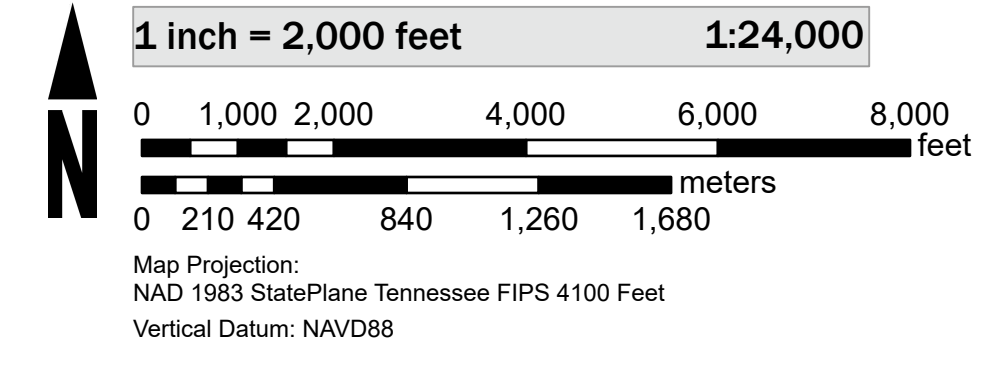 1 inch = 2,000 feet 1:24,000
0 1,000 2,000 4,000 6,000 8,000
feet
meters
0 210 420 840 1,260 1,680
N
Map Projection:
NAD 1983 StatePlane Tennessee FIPS 4100 Feet
Vertical Datum: NAVD88